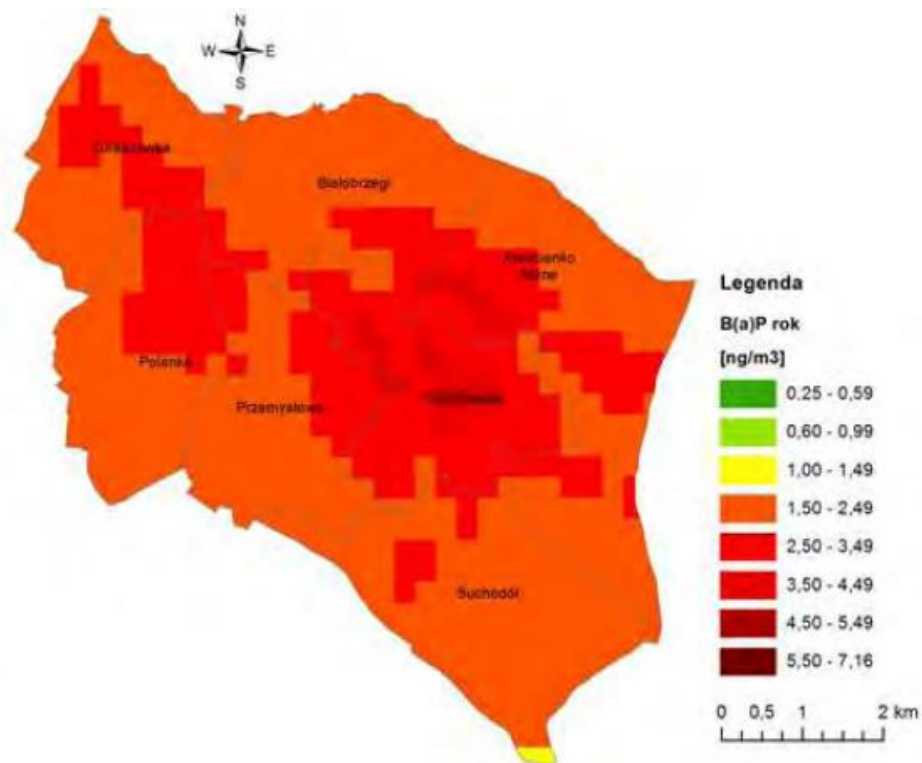 N
W E
S
Białobrzegi
Polanka
Przemysłowa
Suchodół
Legenda
B(a)P rok
[ng/m3]
0,25 - 0,59
0,60 - 0,99
1,00 - 1,49
1,50 - 2,49
2,50 - 3,49
3,50 - 4,49
4,50 - 5,49
5,50 - 7,16
0 0,5 1 2 km